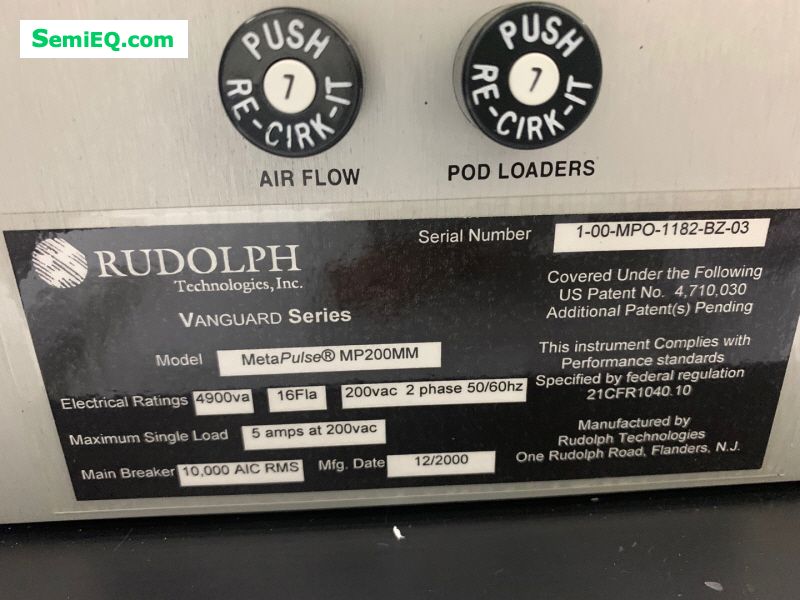 SemiEQ.com
PUSH
7
RE-CIRK-IT
AIR FLOW
PUSH
7
RE-CIRK-IT
POD LOADERS
RUDOLPH
Technologies, Inc.
VANGUARD Series
Serial Number 1-00-MPO-1182-BZ-03
Covered Under the Following
US Patent No. 4,710,030
Additional Patent(s) Pending
Model MetaPulse® MP200MM
This instrument Complies with
Performance standards
Specified by federal regulation
21CFR1040.10
Electrical Ratings 4900va 16Fla 200vac 2 phase 50/60hz
Maximum Single Load 5 amps at 200vac
Main Breaker 10,000 AIC RMS Mfg. Date 12/2000
Manufactured by
Rudolph Technologies
One Rudolph Road, Flanders, N.J.